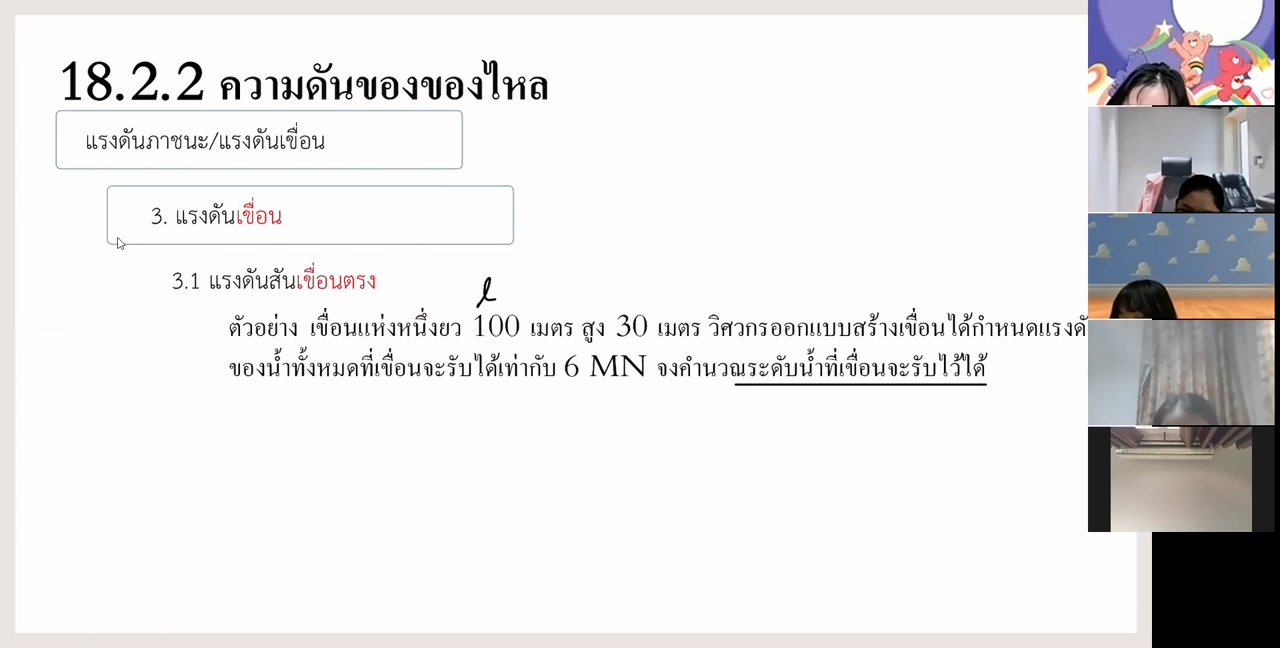 18.2.2 ความดันของของไหล
แรงดันภาชนะ/แรงดันเขื่อน
3. แรงดันเขื่อน
3.1 แรงดันสันเขื่อนตรง
l
ตัวอย่าง เขื่อนแห่งหนึ่งยาว 100 เมตร สูง 30 เมตร วิศวกรออกแบบสร้างเขื่อนได้กำหนด
ของน้ำทั้งหมดที่เขื่อนจะรับได้เท่ากับ 6 MN จงคำนวณระดับน้ำที่เขื่อนจะรับไว้ได้